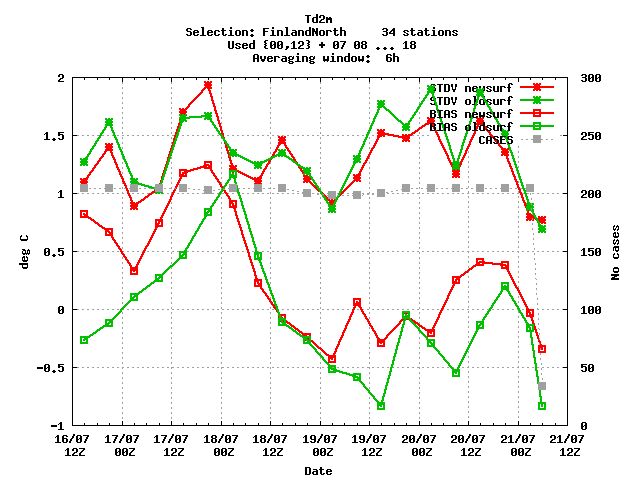 Td2m
Selection: FinlandNorth 34 stations
Used {00,12} + 07 08 ... 18
Averaging window: 6h
STDV newsurf
STDV oldsurf
BIAS newsurf
BIAS oldsurf
CASES
2
1.5
1
0.5
0
-0.5
-1
deg C
300
250
200
150
100
50
0
No cases
16/07 17/07 17/07 18/07 18/07 19/07 19/07 20/07 20/07 21/07 21/07
12Z 00Z 12Z 00Z 12Z 00Z 12Z 00Z 12Z 00Z 12Z
Date